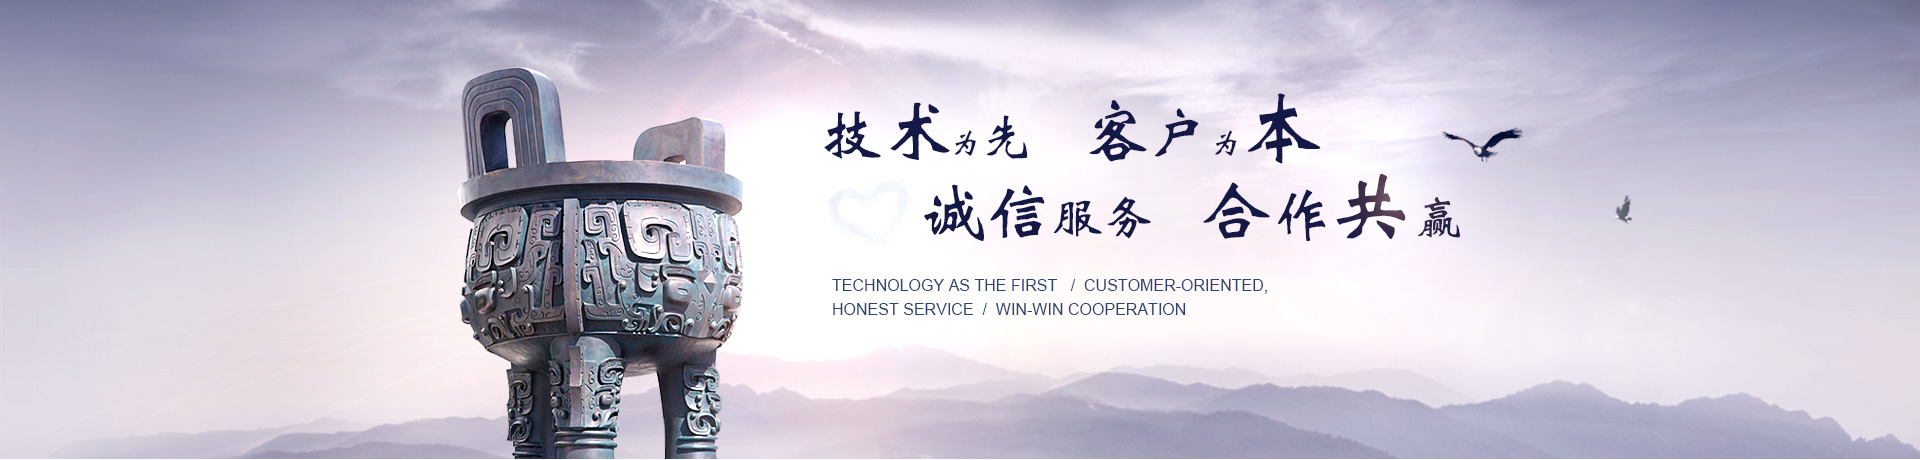 技术为先 客户为本
诚信服务 合作共赢
TECHNOLOGY AS THE FIRST / CUSTOMER-ORIENTED,
HONEST SERVICE / WIN-WIN COOPERATION